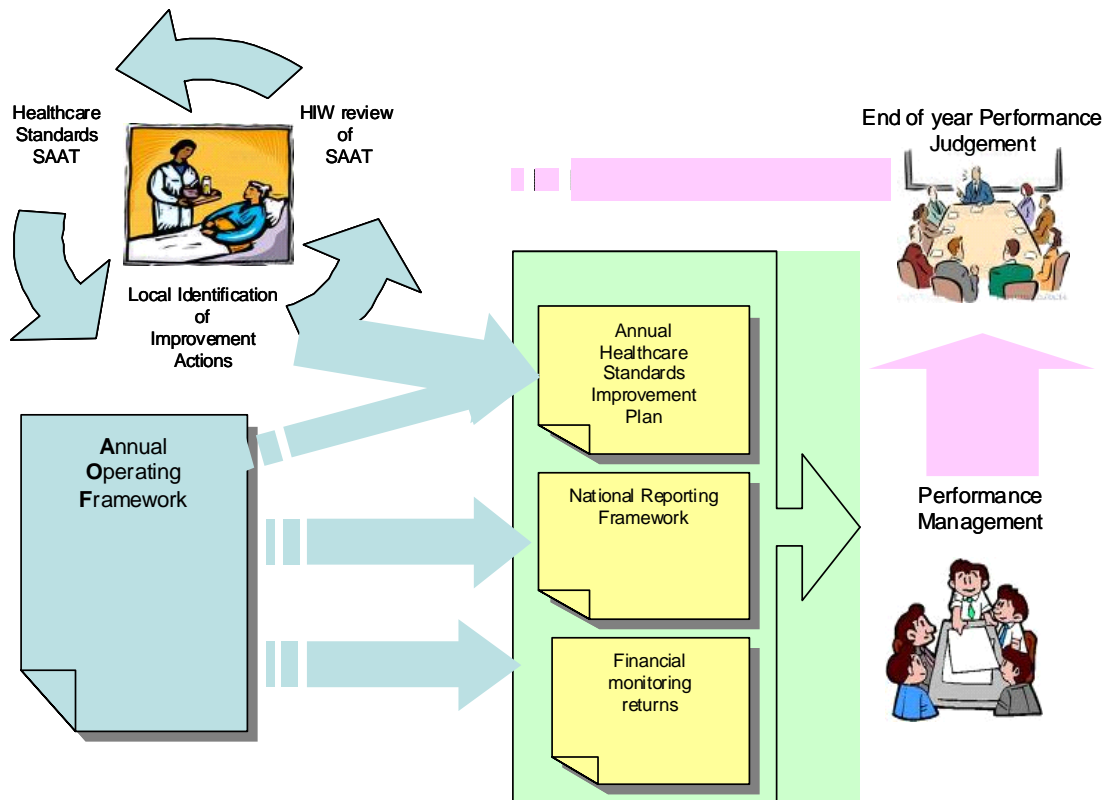 Healthcare
Standards
SAAT
HIW review
of
SAAT
Local Identification
of
Improvement
Actions
Annual
Operating
Framework
Annual
Healthcare
Standards
Improvement
Plan
National Reporting
Framework
Financial
monitoring
returns
End of year Performance
Judgement
Performance
Management